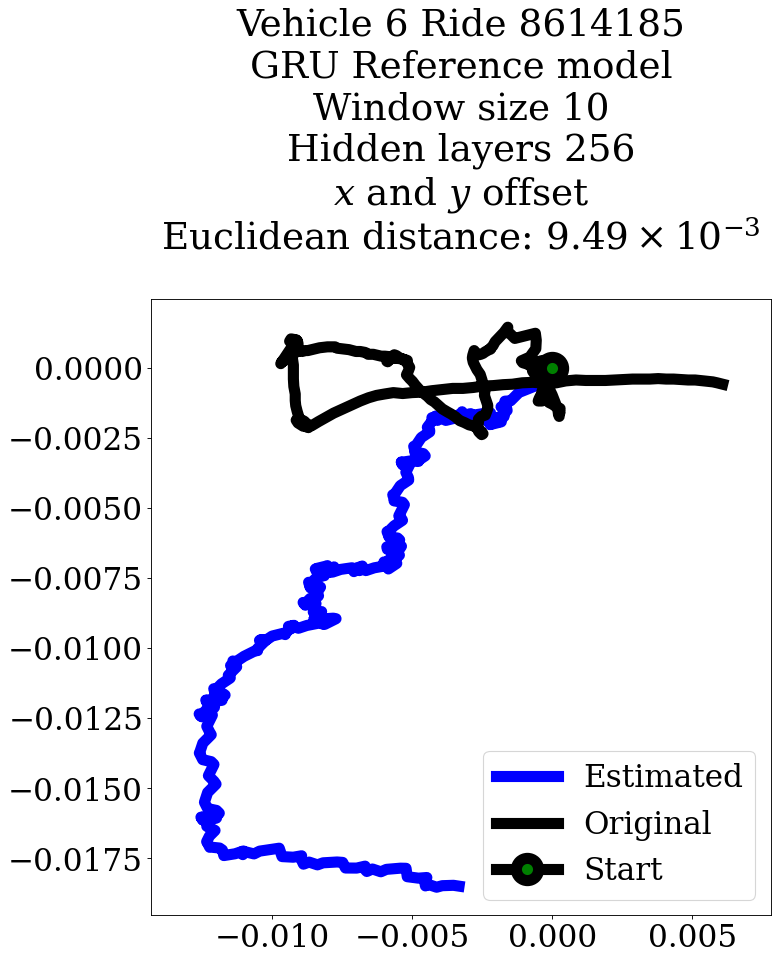 Vehicle 6 Ride 8614185
GRU Reference model
Window size 10
Hidden layers 256
x and y offset
Euclidean distance: 9.49 × 10⁻³
0.0000
−0.0025
−0.0050
−0.0075
−0.0100
−0.0125
−0.0150
−0.0175
Estimated
Original
Start
−0.010 −0.005 0.000 0.005